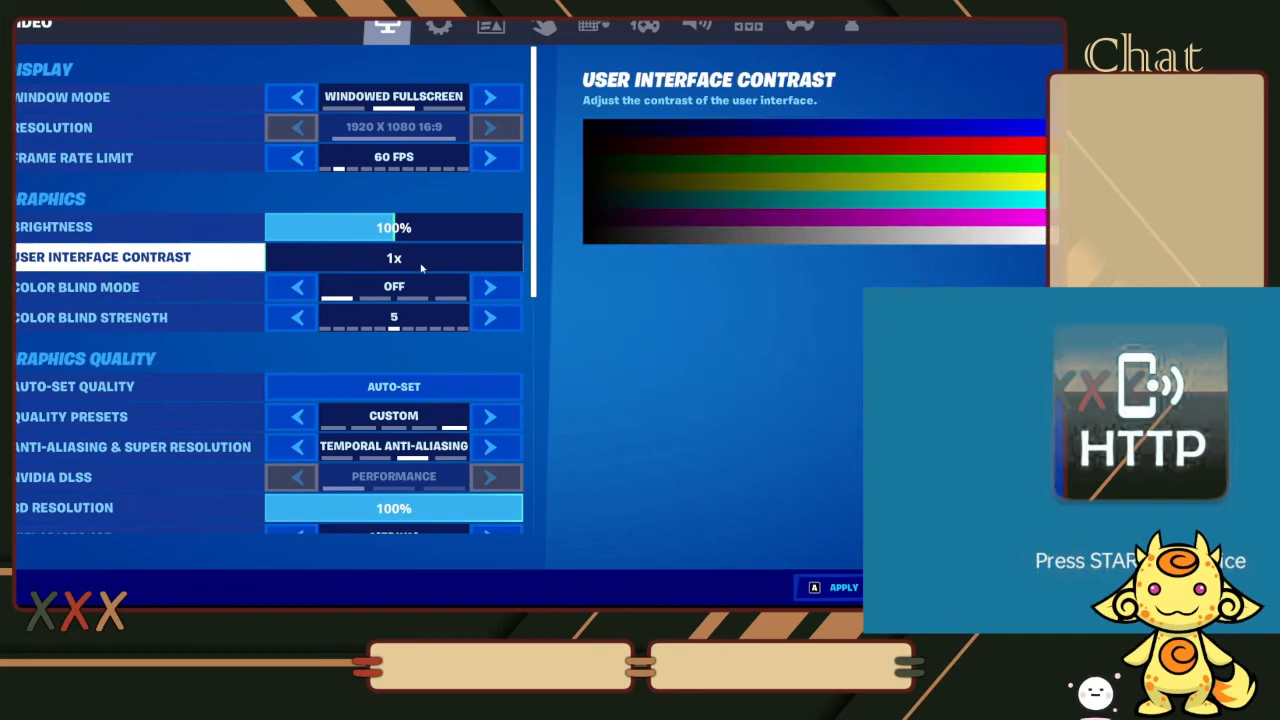 DEO
Chat
ISPLAY
WINDOW MODE
WINDOWED FULLSCREEN
RESOLUTION
1920 X 1080 16:9
FRAME RATE LIMIT
60 FPS
RAPHICS
BRIGHTNESS
100%
USER INTERFACE CONTRAST
1x
COLOR BLIND MODE
OFF
COLOR BLIND STRENGTH
5
RAPHICS QUALITY
AUTO-SET QUALITY
AUTO-SET
QUALITY PRESETS
CUSTOM
ANTI-ALIASING & SUPER RESOLUTION
TEMPORAL ANTI-ALIASING
NVIDIA DLSS
PERFORMANCE
3D RESOLUTION
100%
USER INTERFACE CONTRAST
Adjust the contrast of the user interface.
A APPLY
HTTP
Press STAR ice
XXX